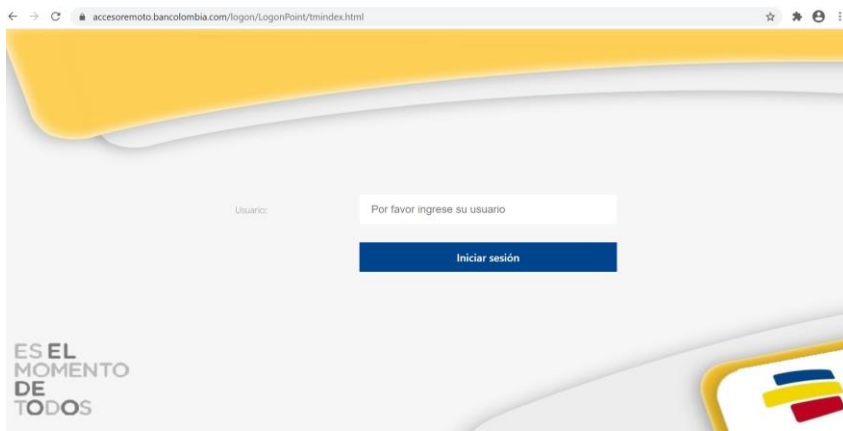 accesoremoto.bancolombia.com/logon/LogonPoint/tmindex.html
Usuario:
Por favor ingrese su usuario
Iniciar sesión
ES EL
MOMENTO
DE
TODOS